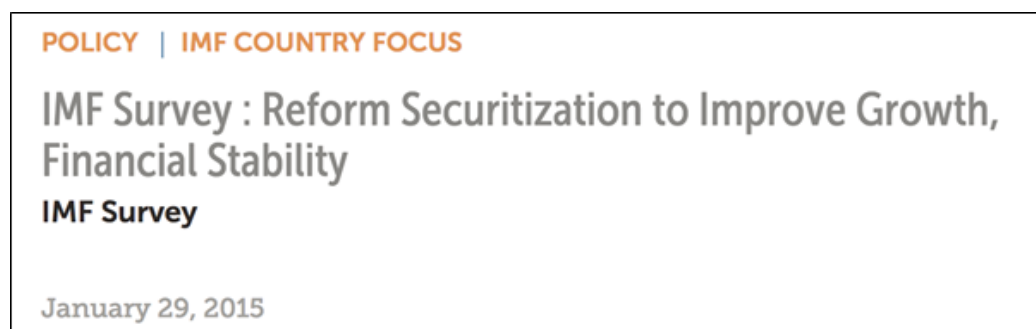 POLICY | IMF COUNTRY FOCUS
IMF Survey : Reform Securitization to Improve Growth,
Financial Stability
IMF Survey
January 29, 2015